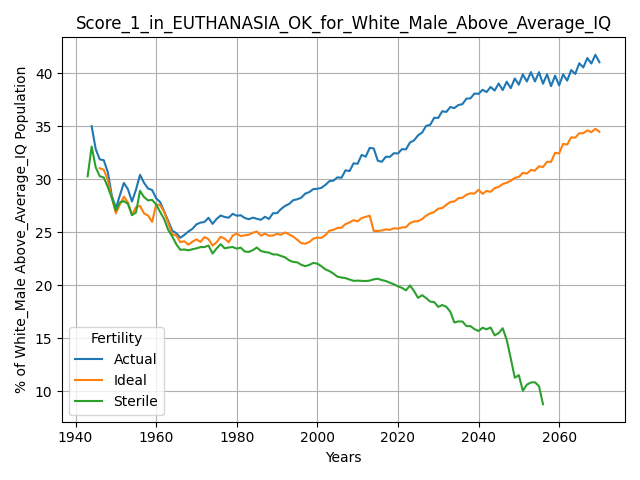 Score_1_in_EUTHANASIA_OK_for_White_Male_Above_Average_IQ
% of White_Male Above_Average_IQ Population
40
35
30
25
20
15
10
Fertility
Actual
Ideal
Sterile
1940 1960 1980 2000 2020 2040 2060
Years